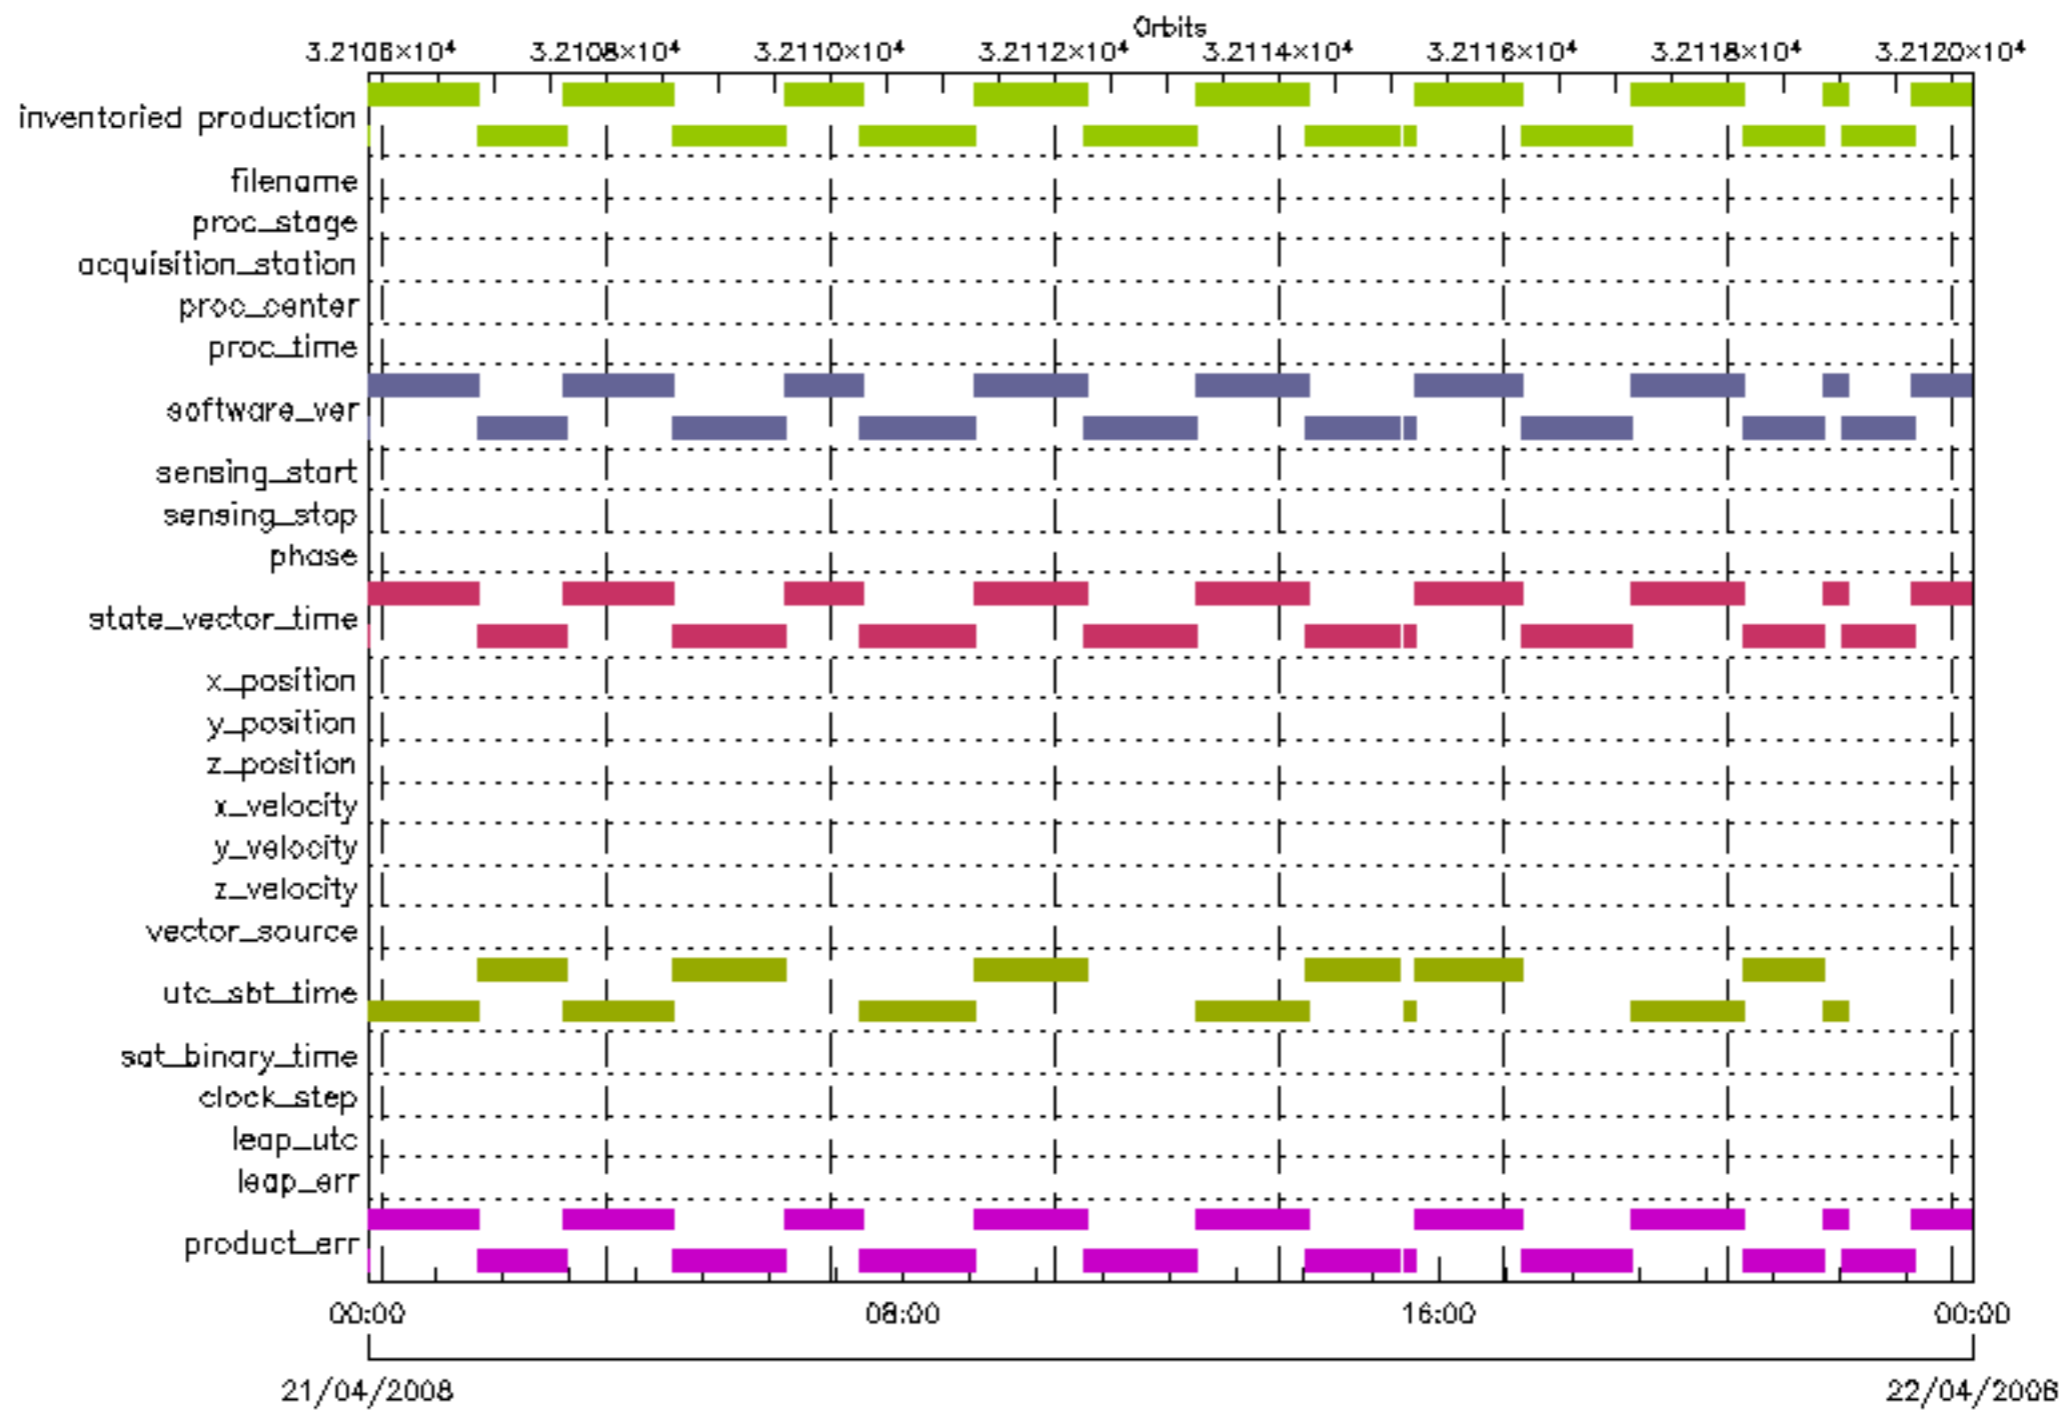 Orbits
3.2106×10⁴ 3.2108×10⁴ 3.2110×10⁴ 3.2112×10⁴ 3.2114×10⁴ 3.2116×10⁴ 3.2118×10⁴ 3.2120×10⁴
inventoried production
filename
proc_stage
acquisition_station
proc_center
proc_time
software_ver
sensing_start
sensing_stop
phase
state_vector_time
x_position
y_position
z_position
x_velocity
y_velocity
z_velocity
vector_source
utc_sbt_time
sat_binary_time
clock_step
leap_utc
leap_err
product_err
00:00 08:00 16:00 00:00
21/04/2008 22/04/2008